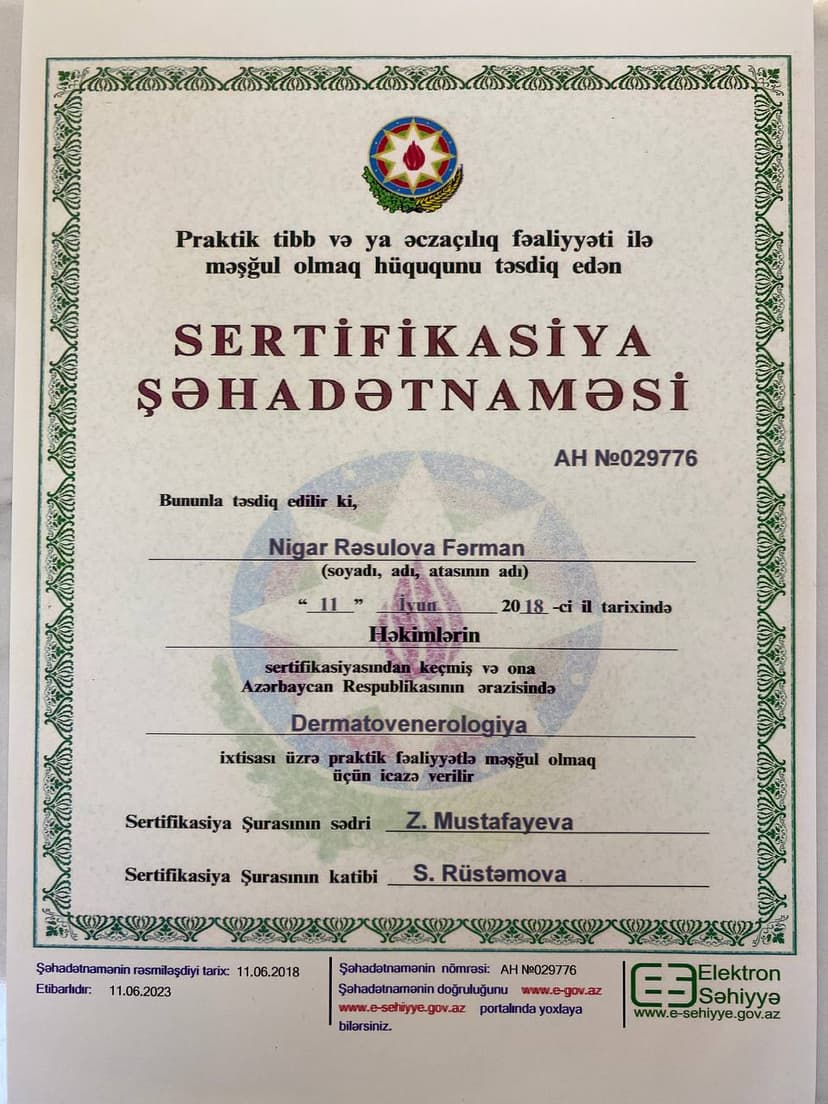 Praktik tibb və ya əczaçılıq fəaliyyəti ilə
məşğul olmaq hüququnu təsdiq edən
SERTİFİKASİYA
ŞƏHADƏTNAMƏSİ
AH №029776
Bununla təsdiq edilir ki,
Nigar Rəsulova Fərman
(soyadı, adı, atasının adı)
“ 11 ” İyun 2018 -ci il tarixində
Həkimlərin
sertifikasiyasından keçmiş və ona
Azərbaycan Respublikasının ərazisində
Dermatovenerologiya
ixtisası üzrə praktik fəaliyyətlə məşğul olmaq
üçün icazə verilir
Sertifikasiya Şurasının sədri Z. Mustafayeva
Sertifikasiya Şurasının katibi S. Rüstəmova
Şəhadətnamənin rəsmiləşdiyi tarix: 11.06.2018
Etibarlıdır: 11.06.2023
Şəhadətnamənin nömrəsi: AH №029776
Şəhadətnamənin doğruluğunu www.e-gov.az
www.e-sehiyye.gov.az portalında yoxlaya
bilərsiniz.
Elektron
Səhiyyə
www.e-sehiyye.gov.az